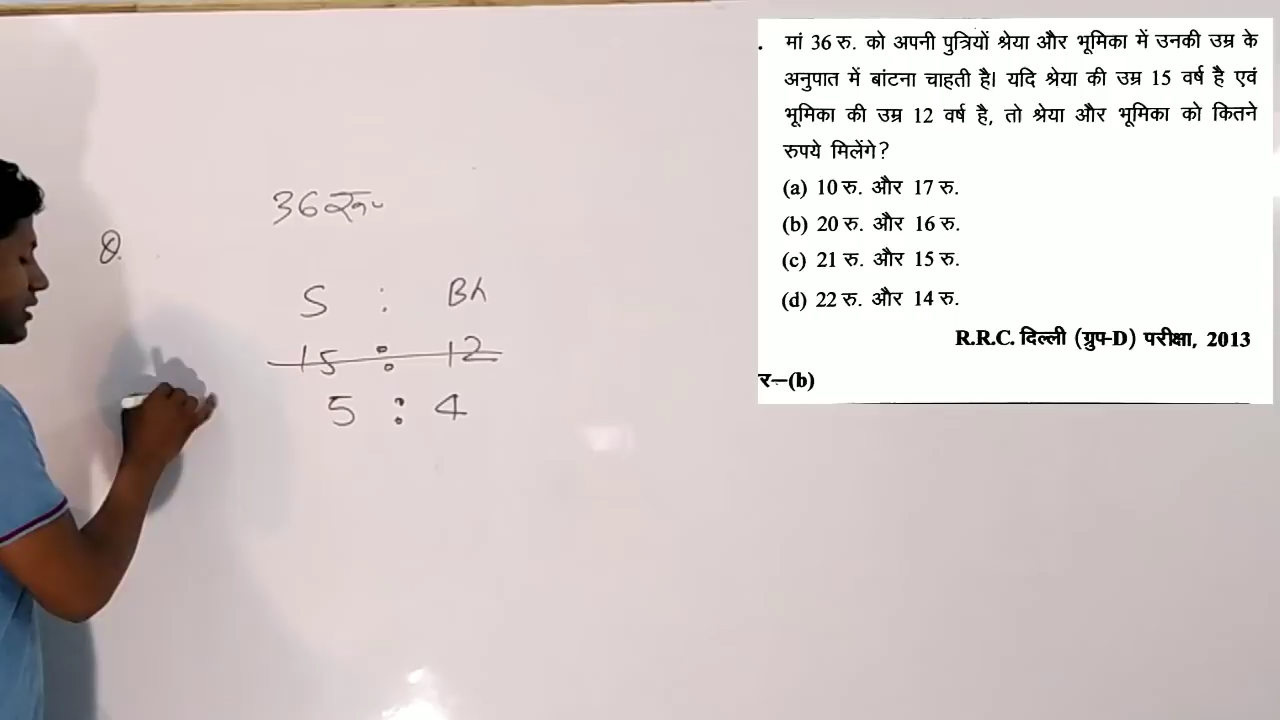 Q.
36 रू०
S : Bh
15 : 12
5 : 4
. मां 36 रु. को अपनी पुत्रियों श्रेया और भूमिका में उनकी उम्र के
अनुपात में बांटना चाहती है। यदि श्रेया की उम्र 15 वर्ष है एवं
भूमिका की उम्र 12 वर्ष है, तो श्रेया और भूमिका को कितने
रुपये मिलेंगे?
(a) 10 रु. और 17 रु.
(b) 20 रु. और 16 रु.
(c) 21 रु. और 15 रु.
(d) 22 रु. और 14 रु.
R.R.C. दिल्ली (ग्रुप-D) परीक्षा, 2013
र–(b)